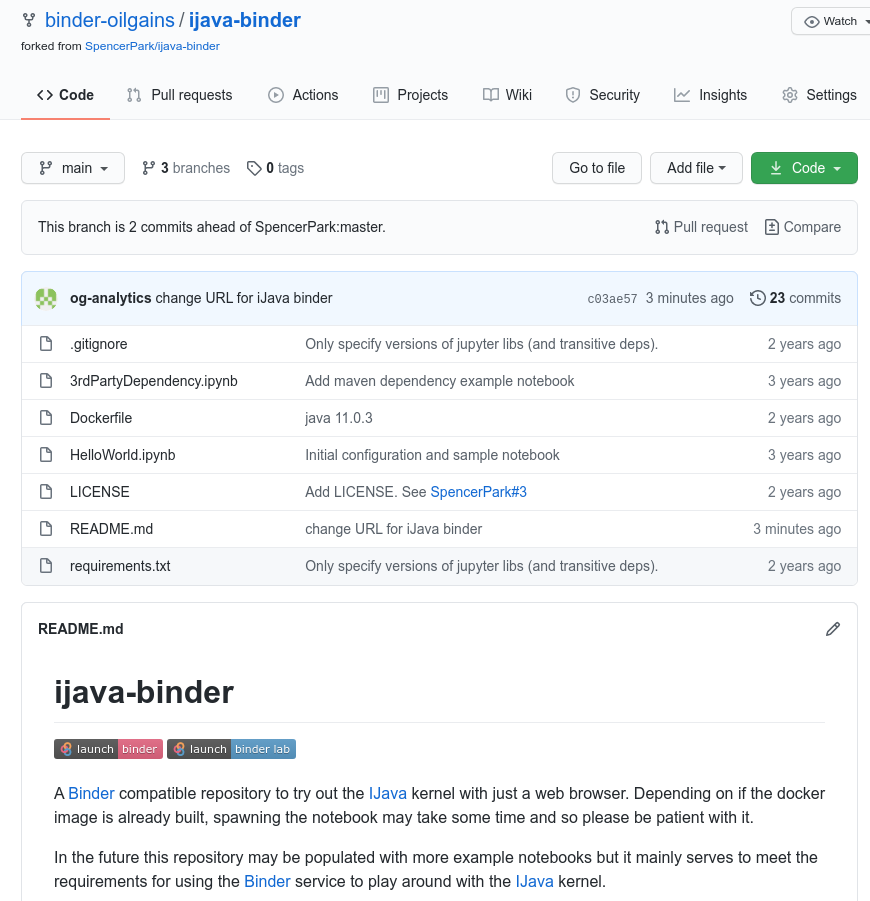 binder-oilgains / ijava-binder
Watch
forked from SpencerPark/ijava-binder
Code Pull requests Actions Projects Wiki Security Insights Settings
main 3 branches 0 tags Go to file Add file Code
This branch is 2 commits ahead of SpencerPark:master. Pull request Compare
og-analytics change URL for iJava binder c03ae57 3 minutes ago 23 commits
.gitignore Only specify versions of jupyter libs (and transitive deps). 2 years ago
3rdPartyDependency.ipynb Add maven dependency example notebook 3 years ago
Dockerfile java 11.0.3 2 years ago
HelloWorld.ipynb Initial configuration and sample notebook 3 years ago
LICENSE Add LICENSE. See SpencerPark#3 2 years ago
README.md change URL for iJava binder 3 minutes ago
requirements.txt Only specify versions of jupyter libs (and transitive deps). 2 years ago
README.md
ijava-binder
launch binder launch binder lab
A Binder compatible repository to try out the IJava kernel with just a web browser. Depending on if the docker
image is already built, spawning the notebook may take some time and so please be patient with it.
In the future this repository may be populated with more example notebooks but it mainly serves to meet the
requirements for using the Binder service to play around with the IJava kernel.